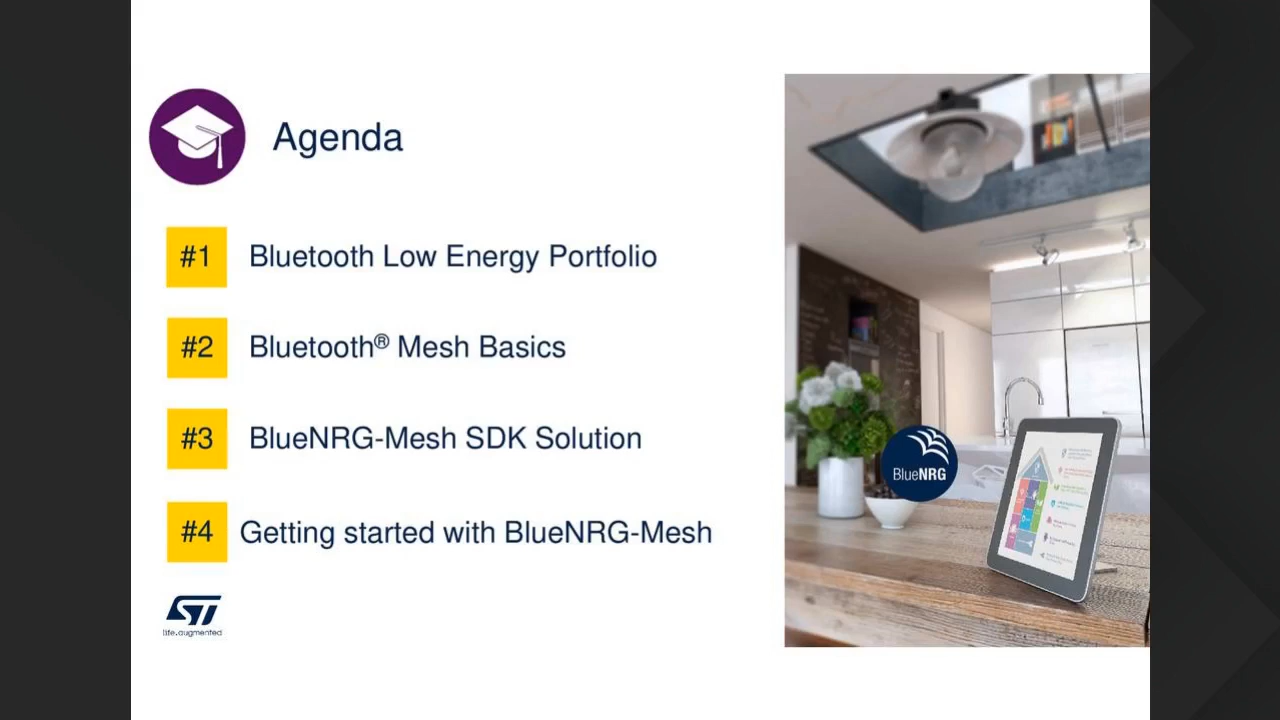 Agenda
#1 Bluetooth Low Energy Portfolio
#2 Bluetooth® Mesh Basics
#3 BlueNRG-Mesh SDK Solution
#4 Getting started with BlueNRG-Mesh
BlueNRG
ST
life.augmented